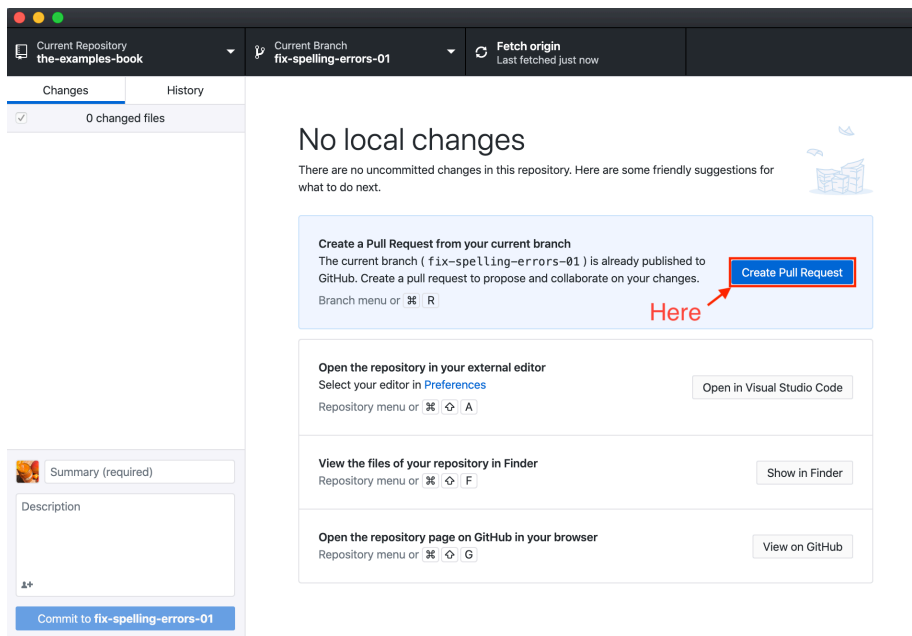 Current Repository
the-examples-book
Current Branch
fix-spelling-errors-01
Fetch origin
Last fetched just now
Changes
History
0 changed files
No local changes
There are no uncommitted changes in this repository. Here are some friendly suggestions for
what to do next.
Create a Pull Request from your current branch
The current branch ( fix-spelling-errors-01 ) is already published to
GitHub. Create a pull request to propose and collaborate on your changes.
Branch menu or ⌘ R
Create Pull Request
Here
Open the repository in your external editor
Select your editor in Preferences
Repository menu or ⌘ ⇧ A
Open in Visual Studio Code
View the files of your repository in Finder
Repository menu or ⌘ ⇧ F
Show in Finder
Open the repository page on GitHub in your browser
Repository menu or ⌘ ⇧ G
View on GitHub
Summary (required)
Description
Commit to fix-spelling-errors-01